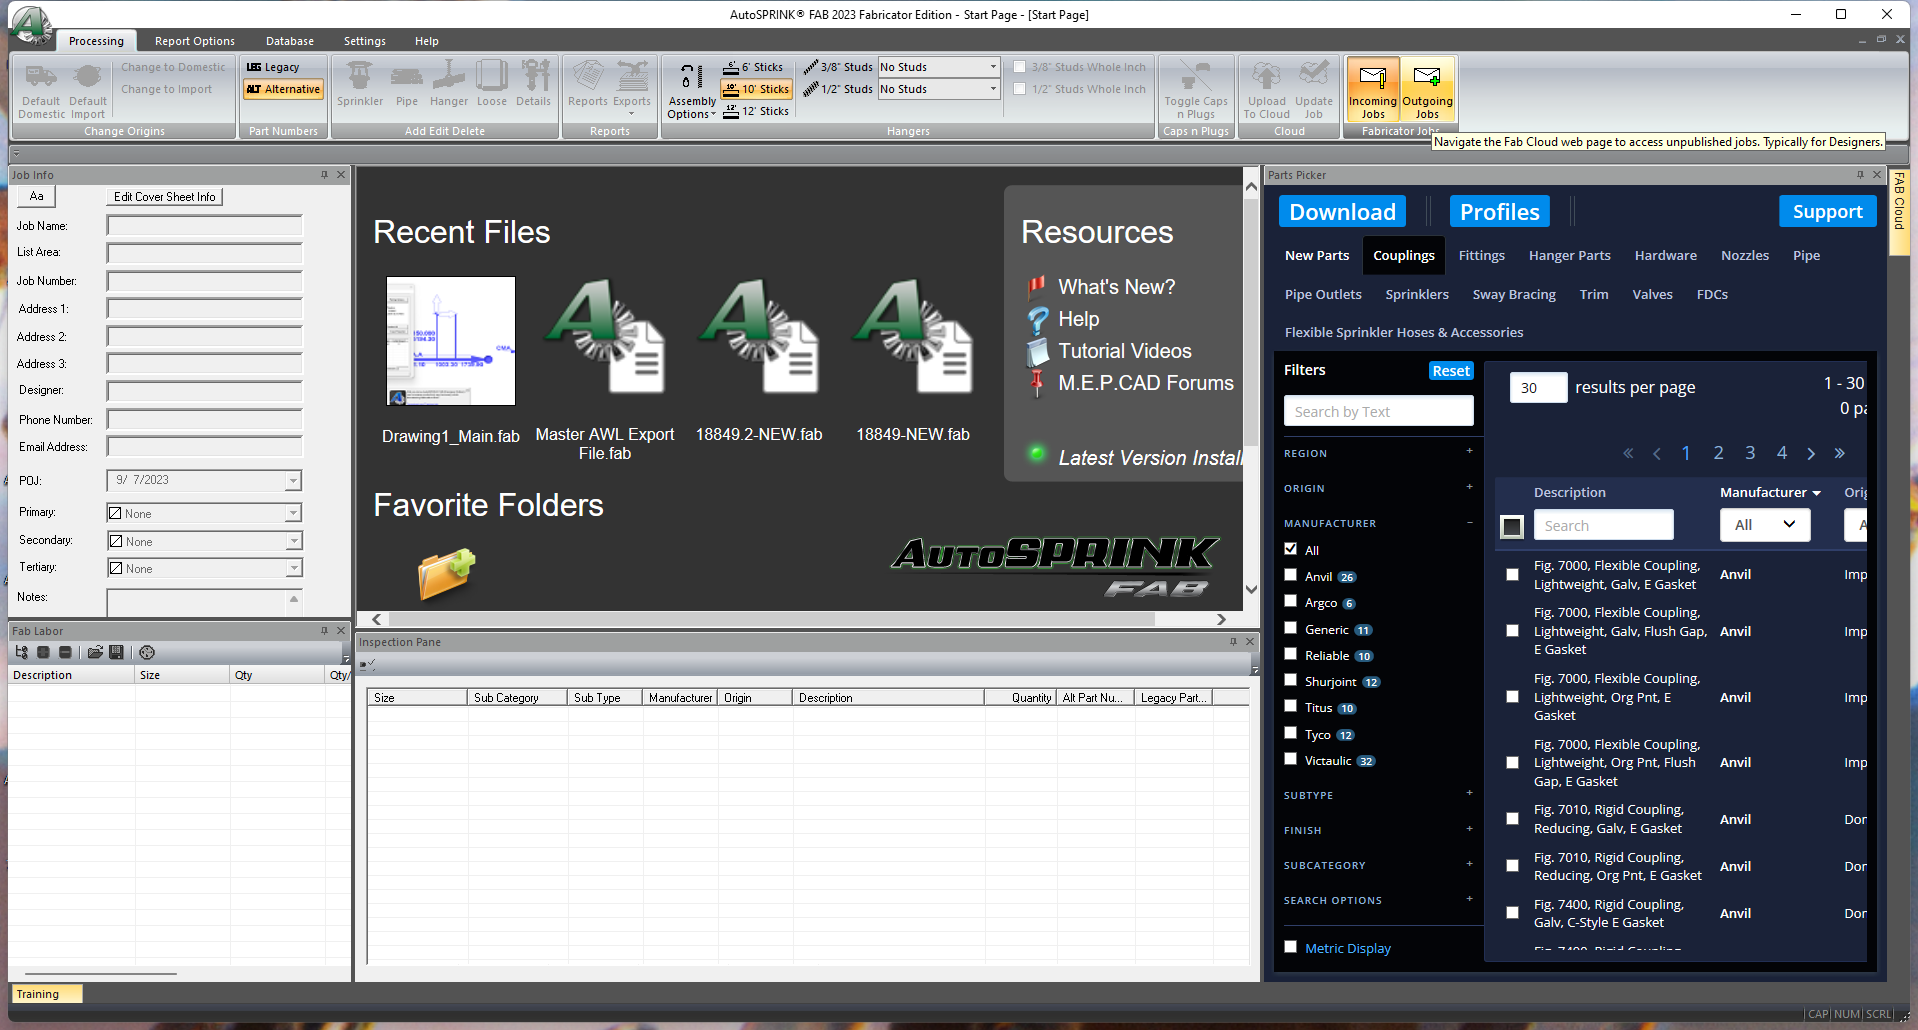 AutoSPRINK® FAB 2023 Fabricator Edition - Start Page - [Start Page]
Processing
Report Options
Database
Settings
Help
Default Domestic
Default Import
Change to Domestic
Change to Import
Change Origins
LEG Legacy
ALT Alternative
Part Numbers
Sprinkler
Pipe
Hanger
Loose
Details
Add Edit Delete
Reports
Exports
Reports
Assembly Options
6' 6' Sticks
10' 10' Sticks
12' 12' Sticks
3/8" Studs
No Studs
1/2" Studs
No Studs
3/8" Studs Whole Inch
1/2" Studs Whole Inch
Hangers
Toggle Caps n Plugs
Caps n Plugs
Upload To Cloud
Update Job
Cloud
Incoming Jobs
Outgoing Jobs
Fabricator Jobs
Navigate the Fab Cloud web page to access unpublished jobs. Typically for Designers.
Job Info
Aa
Edit Cover Sheet Info
Job Name:
List Area:
Job Number:
Address 1:
Address 2:
Address 3:
Designer:
Phone Number:
Email Address:
POJ:
9/ 7/2023
Primary:
None
Secondary:
None
Tertiary:
None
Notes:
Fab Labor
Description
Size
Qty
Qty/
Training
Recent Files
Drawing1_Main.fab
Master AWL Export
File.fab
18849.2-NEW.fab
18849-NEW.fab
Favorite Folders
Resources
What's New?
Help
Tutorial Videos
M.E.P.CAD Forums
Latest Version Install
AutoSPRINK
FAB
Inspection Pane
Size
Sub Category
Sub Type
Manufacturer
Origin
Description
Quantity
Alt Part Nu...
Legacy Part...
Parts Picker
FAB Cloud
Download
Profiles
Support
New Parts
Couplings
Fittings
Hanger Parts
Hardware
Nozzles
Pipe
Pipe Outlets
Sprinklers
Sway Bracing
Trim
Valves
FDCs
Flexible Sprinkler Hoses & Accessories
Filters
Reset
Search by Text
REGION +
ORIGIN +
MANUFACTURER −
All
Anvil 26
Argco 6
Generic 11
Reliable 10
Shurjoint 12
Titus 10
Tyco 12
Victaulic 32
SUBTYPE +
FINISH +
SUBCATEGORY +
SEARCH OPTIONS +
Metric Display
30 results per page
1 - 30
0 pa
« ‹ 1 2 3 4 › »
Description
Manufacturer
Orig
Search
All
A
Fig. 7000, Flexible Coupling,
Lightweight, Galv, E Gasket
Anvil
Imp
Fig. 7000, Flexible Coupling,
Lightweight, Galv, Flush Gap,
E Gasket
Anvil
Imp
Fig. 7000, Flexible Coupling,
Lightweight, Org Pnt, E
Gasket
Anvil
Imp
Fig. 7000, Flexible Coupling,
Lightweight, Org Pnt, Flush
Gap, E Gasket
Anvil
Imp
Fig. 7010, Rigid Coupling,
Reducing, Galv, E Gasket
Anvil
Dor
Fig. 7010, Rigid Coupling,
Reducing, Org Pnt, E Gasket
Anvil
Dor
Fig. 7400, Rigid Coupling,
Galv, C-Style E Gasket
Anvil
Dor
CAP NUM SCRL